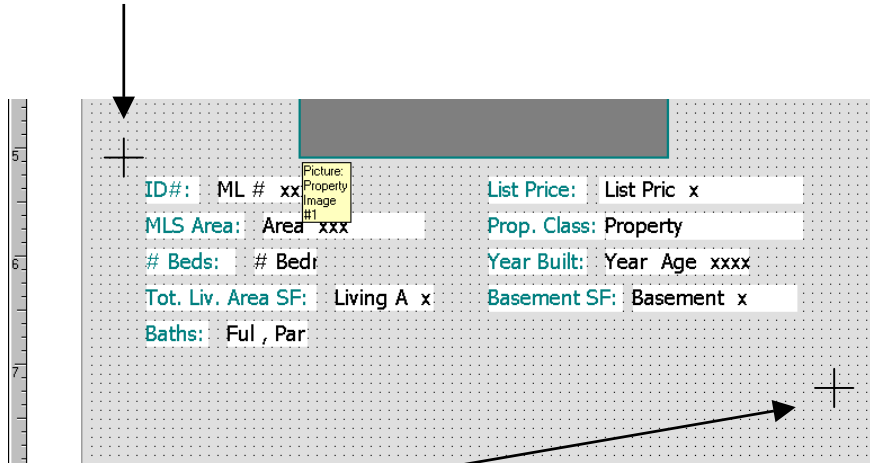 5
Picture:
Property
Image
#1
ID#: ML # xx
List Price: List Pric x
MLS Area: Area xxx
Prop. Class: Property
6
# Beds: # Bedr
Year Built: Year Age xxxx
Tot. Liv. Area SF: Living A x
Basement SF: Basement x
Baths: Ful , Par
7